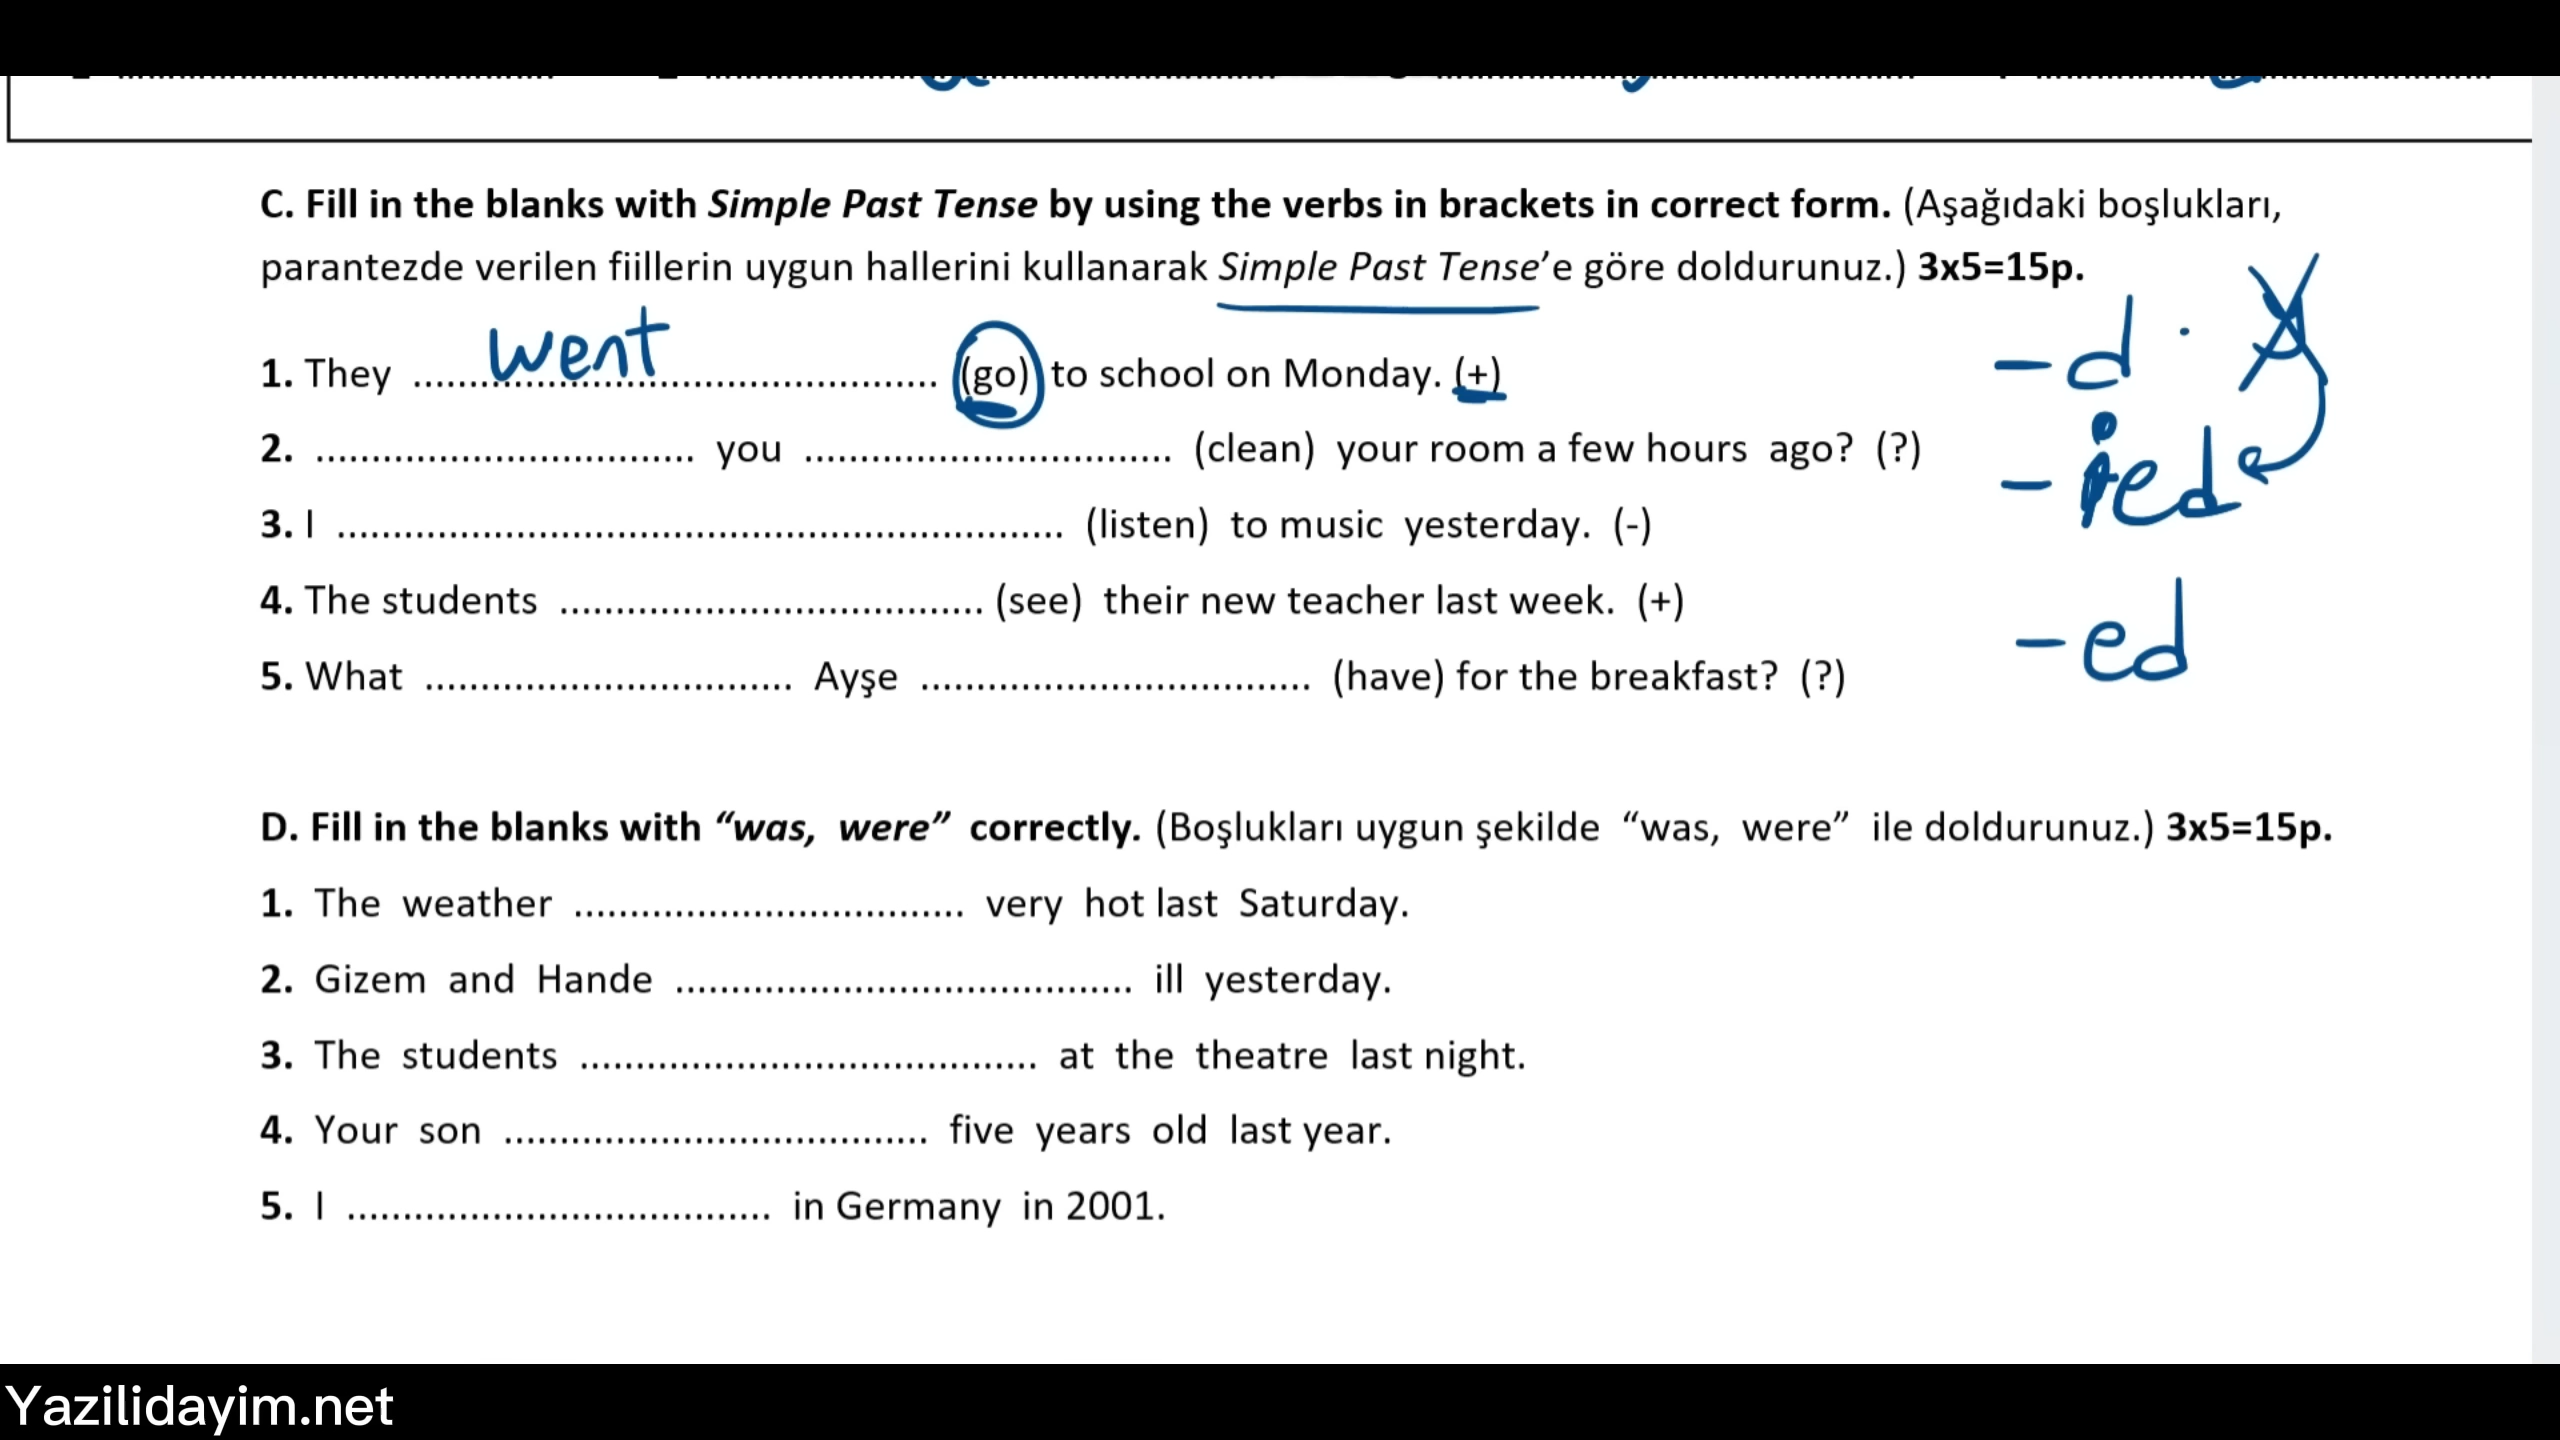 C. Fill in the blanks with Simple Past Tense by using the verbs in brackets in correct form. (Aşağıdaki boşlukları,
parantezde verilen fiillerin uygun hallerini kullanarak Simple Past Tense’e göre doldurunuz.) 3x5=15p.
1. They ..........went.......... (go) to school on Monday. (+)
2. .................... you .................... (clean) your room a few hours ago? (?)
3. I .................... (listen) to music yesterday. (-)
4. The students .................... (see) their new teacher last week. (+)
5. What .................... Ayşe .................... (have) for the breakfast? (?)
-d
-ied
-ed
D. Fill in the blanks with “was, were” correctly. (Boşlukları uygun şekilde “was, were” ile doldurunuz.) 3x5=15p.
1. The weather .................... very hot last Saturday.
2. Gizem and Hande .................... ill yesterday.
3. The students .................... at the theatre last night.
4. Your son .................... five years old last year.
5. I .................... in Germany in 2001.
Yazilidayim.net